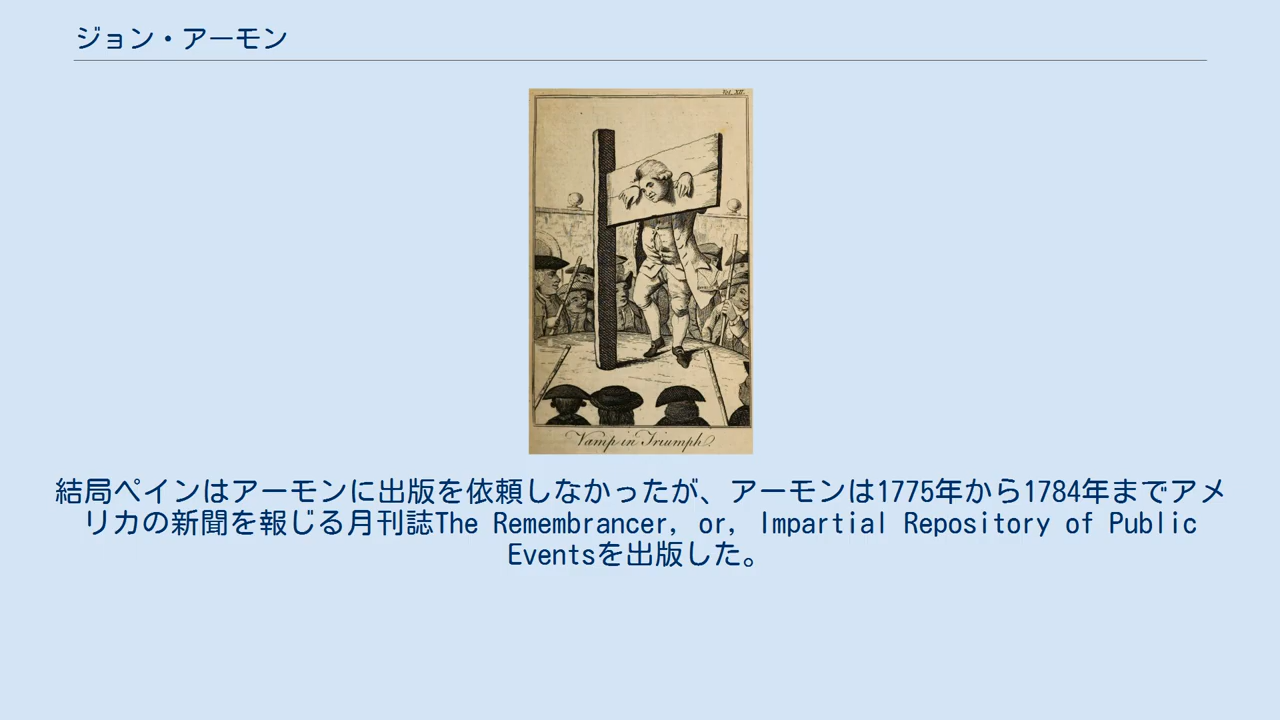 ジョン・アーモン
Vol. XII.
Vamp in Triumph?
結局ペインはアーモンに出版を依頼しなかったが、アーモンは1775年から1784年までアメ
リカの新聞を報じる月刊誌The Remembrancer, or, Impartial Repository of Public
Eventsを出版した。